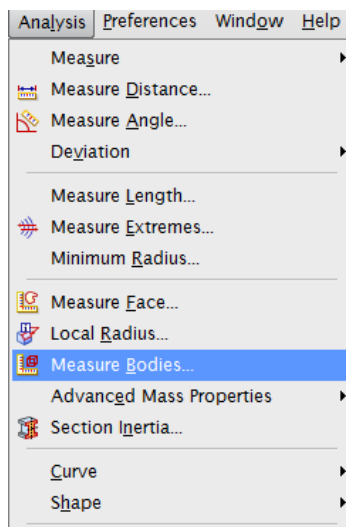 Analysis Preferences Window Help
Measure
Measure Distance...
Measure Angle...
Deviation
Measure Length...
Measure Extremes...
Minimum Radius...
Measure Face...
Local Radius...
Measure Bodies...
Advanced Mass Properties
Section Inertia...
Curve
Shape